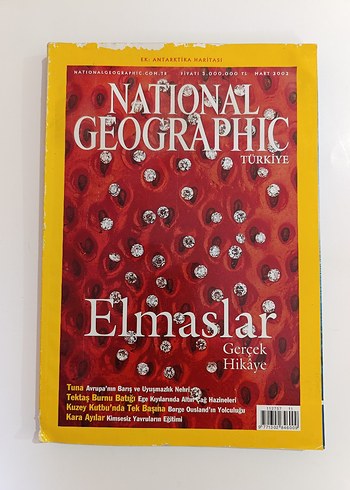 EK: ANTARKTİKA HARİTASI
NATIONALGEOGRAPHIC.COM.TR FİYATI 5.000.000 TL MART 2002
NATIONAL
GEOGRAPHIC
TÜRKİYE
Elmaslar
Gerçek
Hikâye
Tuna Avrupa'nın Barış ve Uyuşmazlık Nehri
Tektaş Burnu Batığı Ege Kıyılarında Altın Çağ Hazineleri
Kuzey Kutbu'nda Tek Başına Borge Ousland'ın Yolculuğu
Kara Ayılar Kimsesiz Yavruların Eğitimi